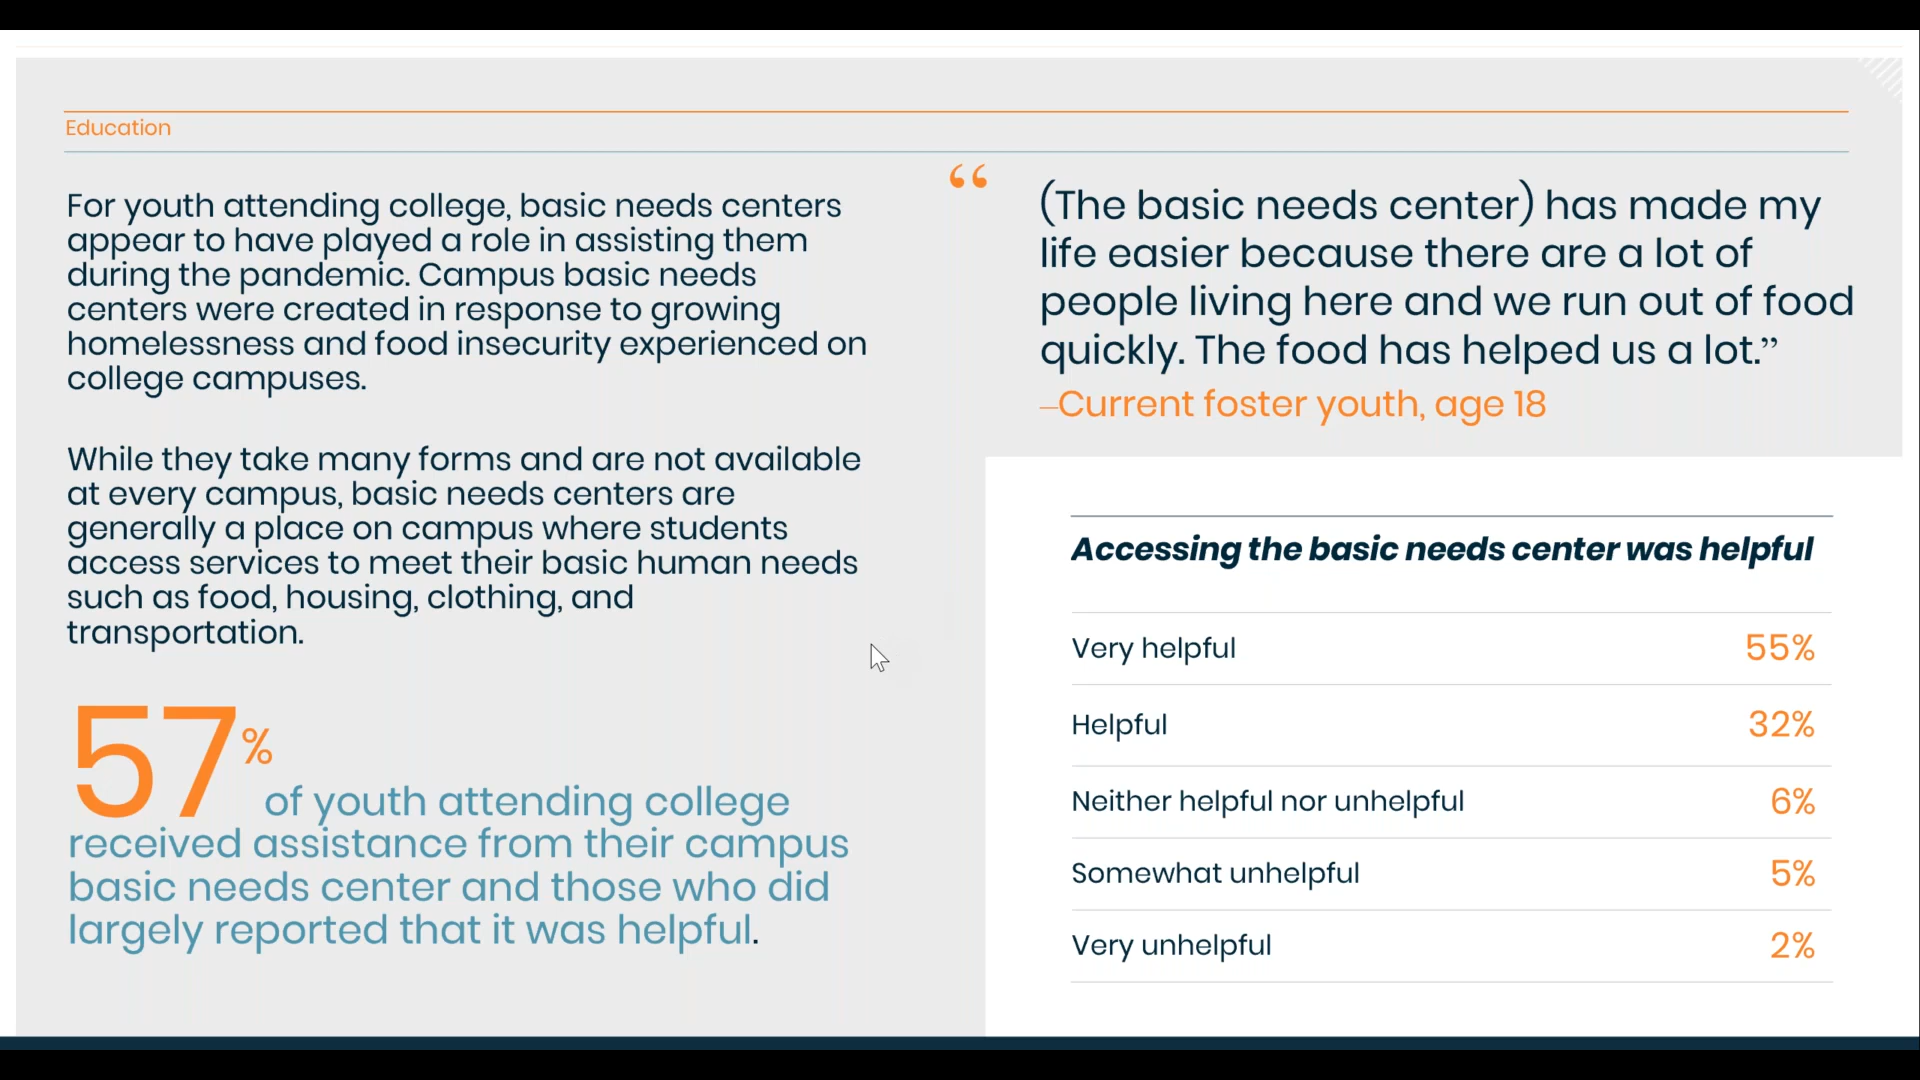 Education
For youth attending college, basic needs centers
appear to have played a role in assisting them
during the pandemic. Campus basic needs
centers were created in response to growing
homelessness and food insecurity experienced on
college campuses.
While they take many forms and are not available
at every campus, basic needs centers are
generally a place on campus where students
access services to meet their basic human needs
such as food, housing, clothing, and
transportation.
57%
of youth attending college
received assistance from their campus
basic needs center and those who did
largely reported that it was helpful.
“(The basic needs center) has made my
life easier because there are a lot of
people living here and we run out of food
quickly. The food has helped us a lot.”
–Current foster youth, age 18
Accessing the basic needs center was helpful
Very helpful 55%
Helpful 32%
Neither helpful nor unhelpful 6%
Somewhat unhelpful 5%
Very unhelpful 2%